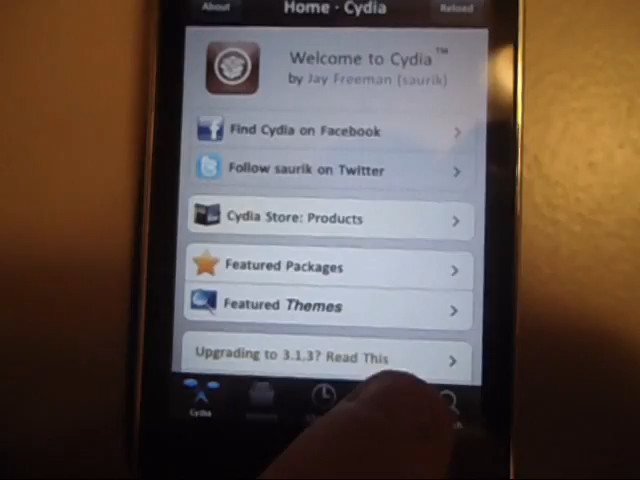 About
Home · Cydia
Reload
Welcome to Cydia™
by Jay Freeman (saurik)
Find Cydia on Facebook
Follow saurik on Twitter
Cydia Store: Products
Featured Packages
Featured Themes
Upgrading to 3.1.3? Read This
Cydia